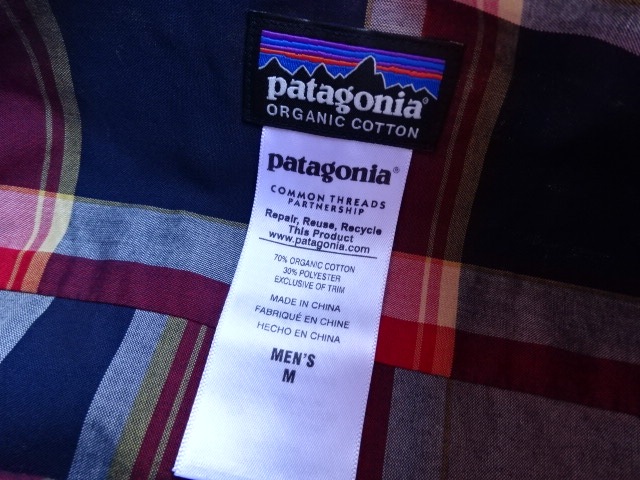 patagonia®
ORGANIC COTTON
patagonia®
COMMON THREADS
PARTNERSHIP
Repair, Reuse, Recycle
This Product
www.patagonia.com
70% ORGANIC COTTON
30% POLYESTER
EXCLUSIVE OF TRIM
MADE IN CHINA
FABRIQUÉ EN CHINE
HECHO EN CHINA
MEN'S
M